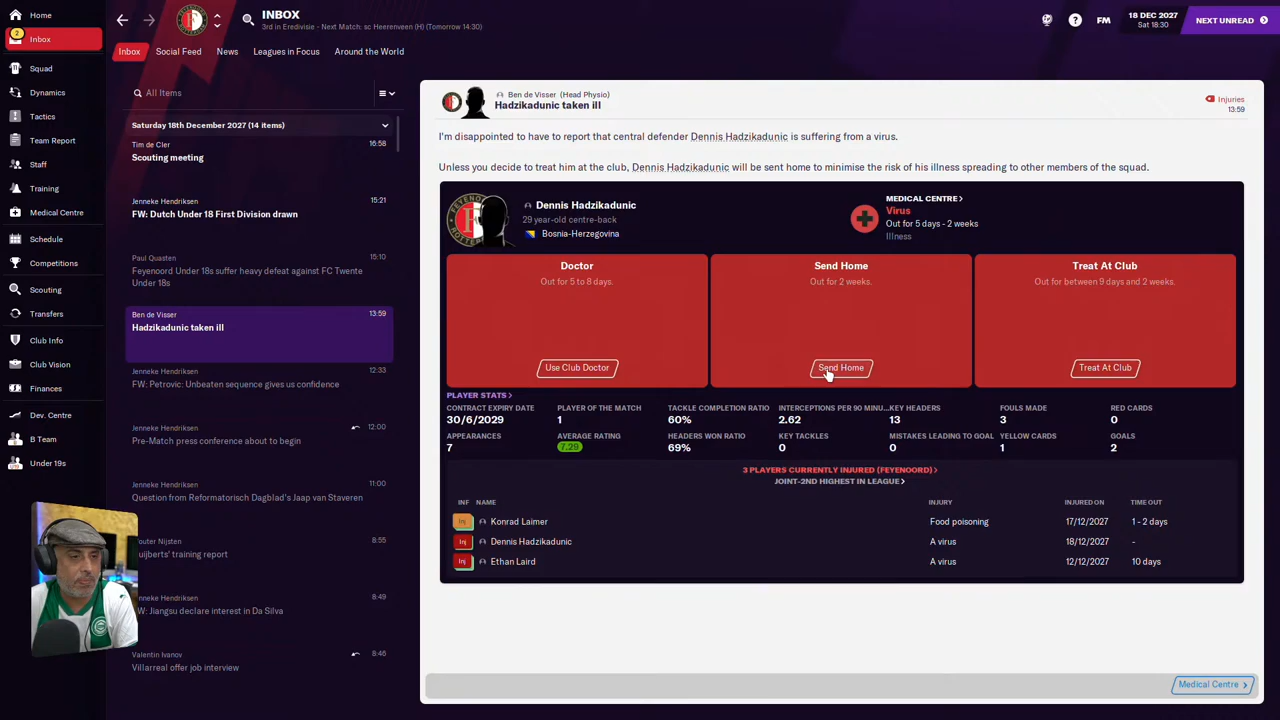 INBOX
3rd in Eredivisie - Next Match: sc Heerenveen (H) (Tomorrow 14:30)
FM
18 DEC 2027
Sat 18:30
NEXT UNREAD
Home
2
Inbox
Squad
Dynamics
Tactics
Team Report
Staff
Training
Medical Centre
Schedule
Competitions
Scouting
Transfers
Club Info
Club Vision
Finances
Dev. Centre
B Team
Under 19s
Inbox
Social Feed
News
Leagues in Focus
Around the World
All Items
Saturday 18th December 2027 (14 items)
Tim de Cler
16:58
Scouting meeting
Jenneke Hendriksen
15:21
FW: Dutch Under 18 First Division drawn
Paul Quasten
15:10
Feyenoord Under 18s suffer heavy defeat against FC Twente
Under 18s
Ben de Visser
13:59
Hadzikadunic taken ill
Jenneke Hendriksen
12:33
FW: Petrovic: Unbeaten sequence gives us confidence
Jenneke Hendriksen
12:00
Pre-Match press conference about to begin
Jenneke Hendriksen
11:00
Question from Reformatorisch Dagblad's Jaap van Staveren
outer Nijsten
8:55
uijberts' training report
Jenneke Hendriksen
8:49
W: Jiangsu declare interest in Da Silva
Valentin Ivanov
8:46
Villarreal offer job interview
Ben de Visser (Head Physio)
Hadzikadunic taken ill
Injuries
13:59
I'm disappointed to have to report that central defender Dennis Hadzikadunic is suffering from a virus.
Unless you decide to treat him at the club, Dennis Hadzikadunic will be sent home to minimise the risk of his illness spreading to other members of the squad.
Dennis Hadzikadunic
29 year-old centre-back
Bosnia-Herzegovina
MEDICAL CENTRE
Virus
Out for 5 days - 2 weeks
Illness
Doctor
Out for 5 to 8 days.
Use Club Doctor
Send Home
Out for 2 weeks.
Send Home
Treat At Club
Out for between 9 days and 2 weeks.
Treat At Club
PLAYER STATS
CONTRACT EXPIRY DATE
30/6/2029
PLAYER OF THE MATCH
1
TACKLE COMPLETION RATIO
60%
INTERCEPTIONS PER 90 MINU...
2.62
KEY HEADERS
13
FOULS MADE
3
RED CARDS
0
APPEARANCES
7
AVERAGE RATING
7.29
HEADERS WON RATIO
69%
KEY TACKLES
0
MISTAKES LEADING TO GOAL
0
YELLOW CARDS
1
GOALS
2
3 PLAYERS CURRENTLY INJURED (FEYENOORD)
JOINT-2ND HIGHEST IN LEAGUE
INF NAME INJURY INJURED ON TIME OUT
Inj Konrad Laimer Food poisoning 17/12/2027 1 - 2 days
Inj Dennis Hadzikadunic A virus 18/12/2027 -
Inj Ethan Laird A virus 12/12/2027 10 days
Medical Centre